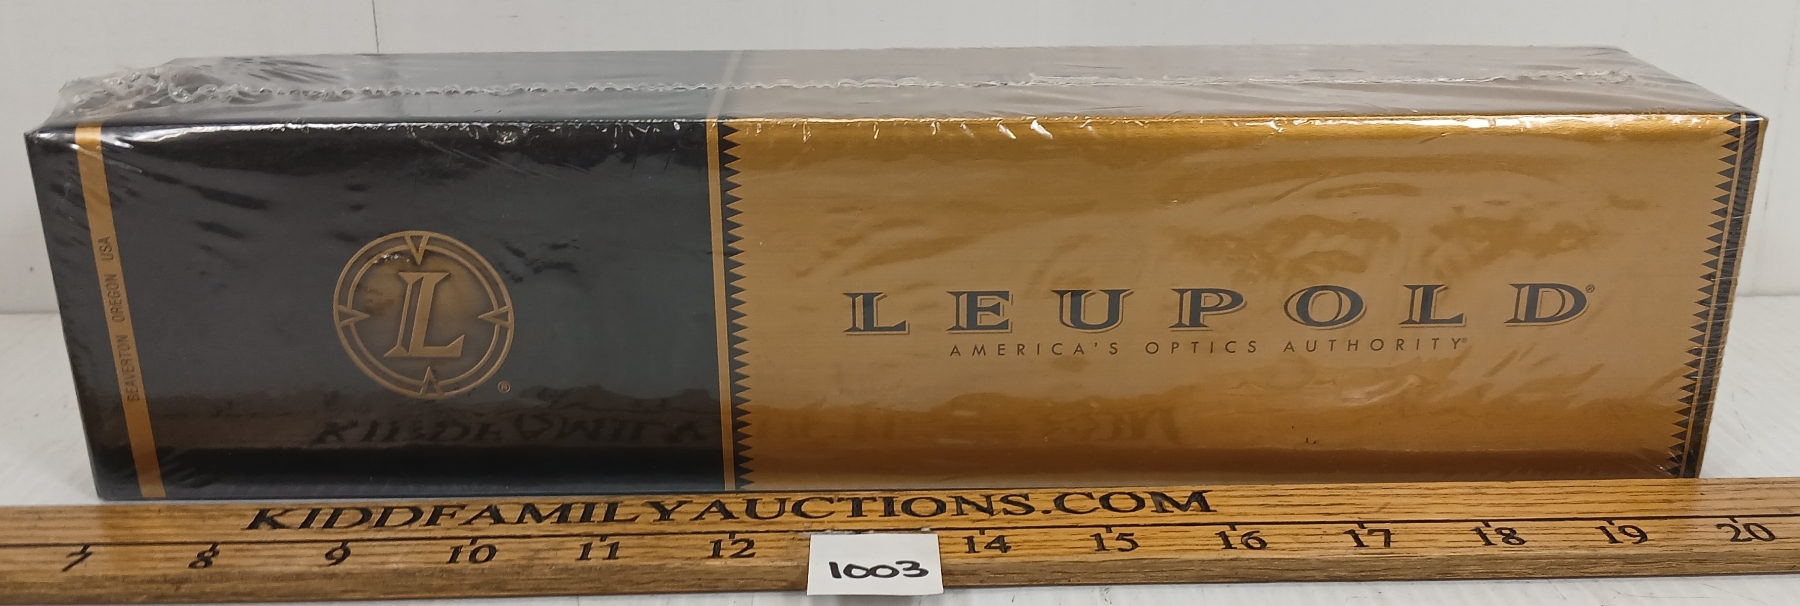 BEAVERTON OREGON USA
L
®
LEUPOLD®
AMERICA'S OPTICS AUTHORITY®
KIDDFAMILYAUCTIONS.COM
7 8 9 10 11 12 14 15 16 17 18 19 20
1003